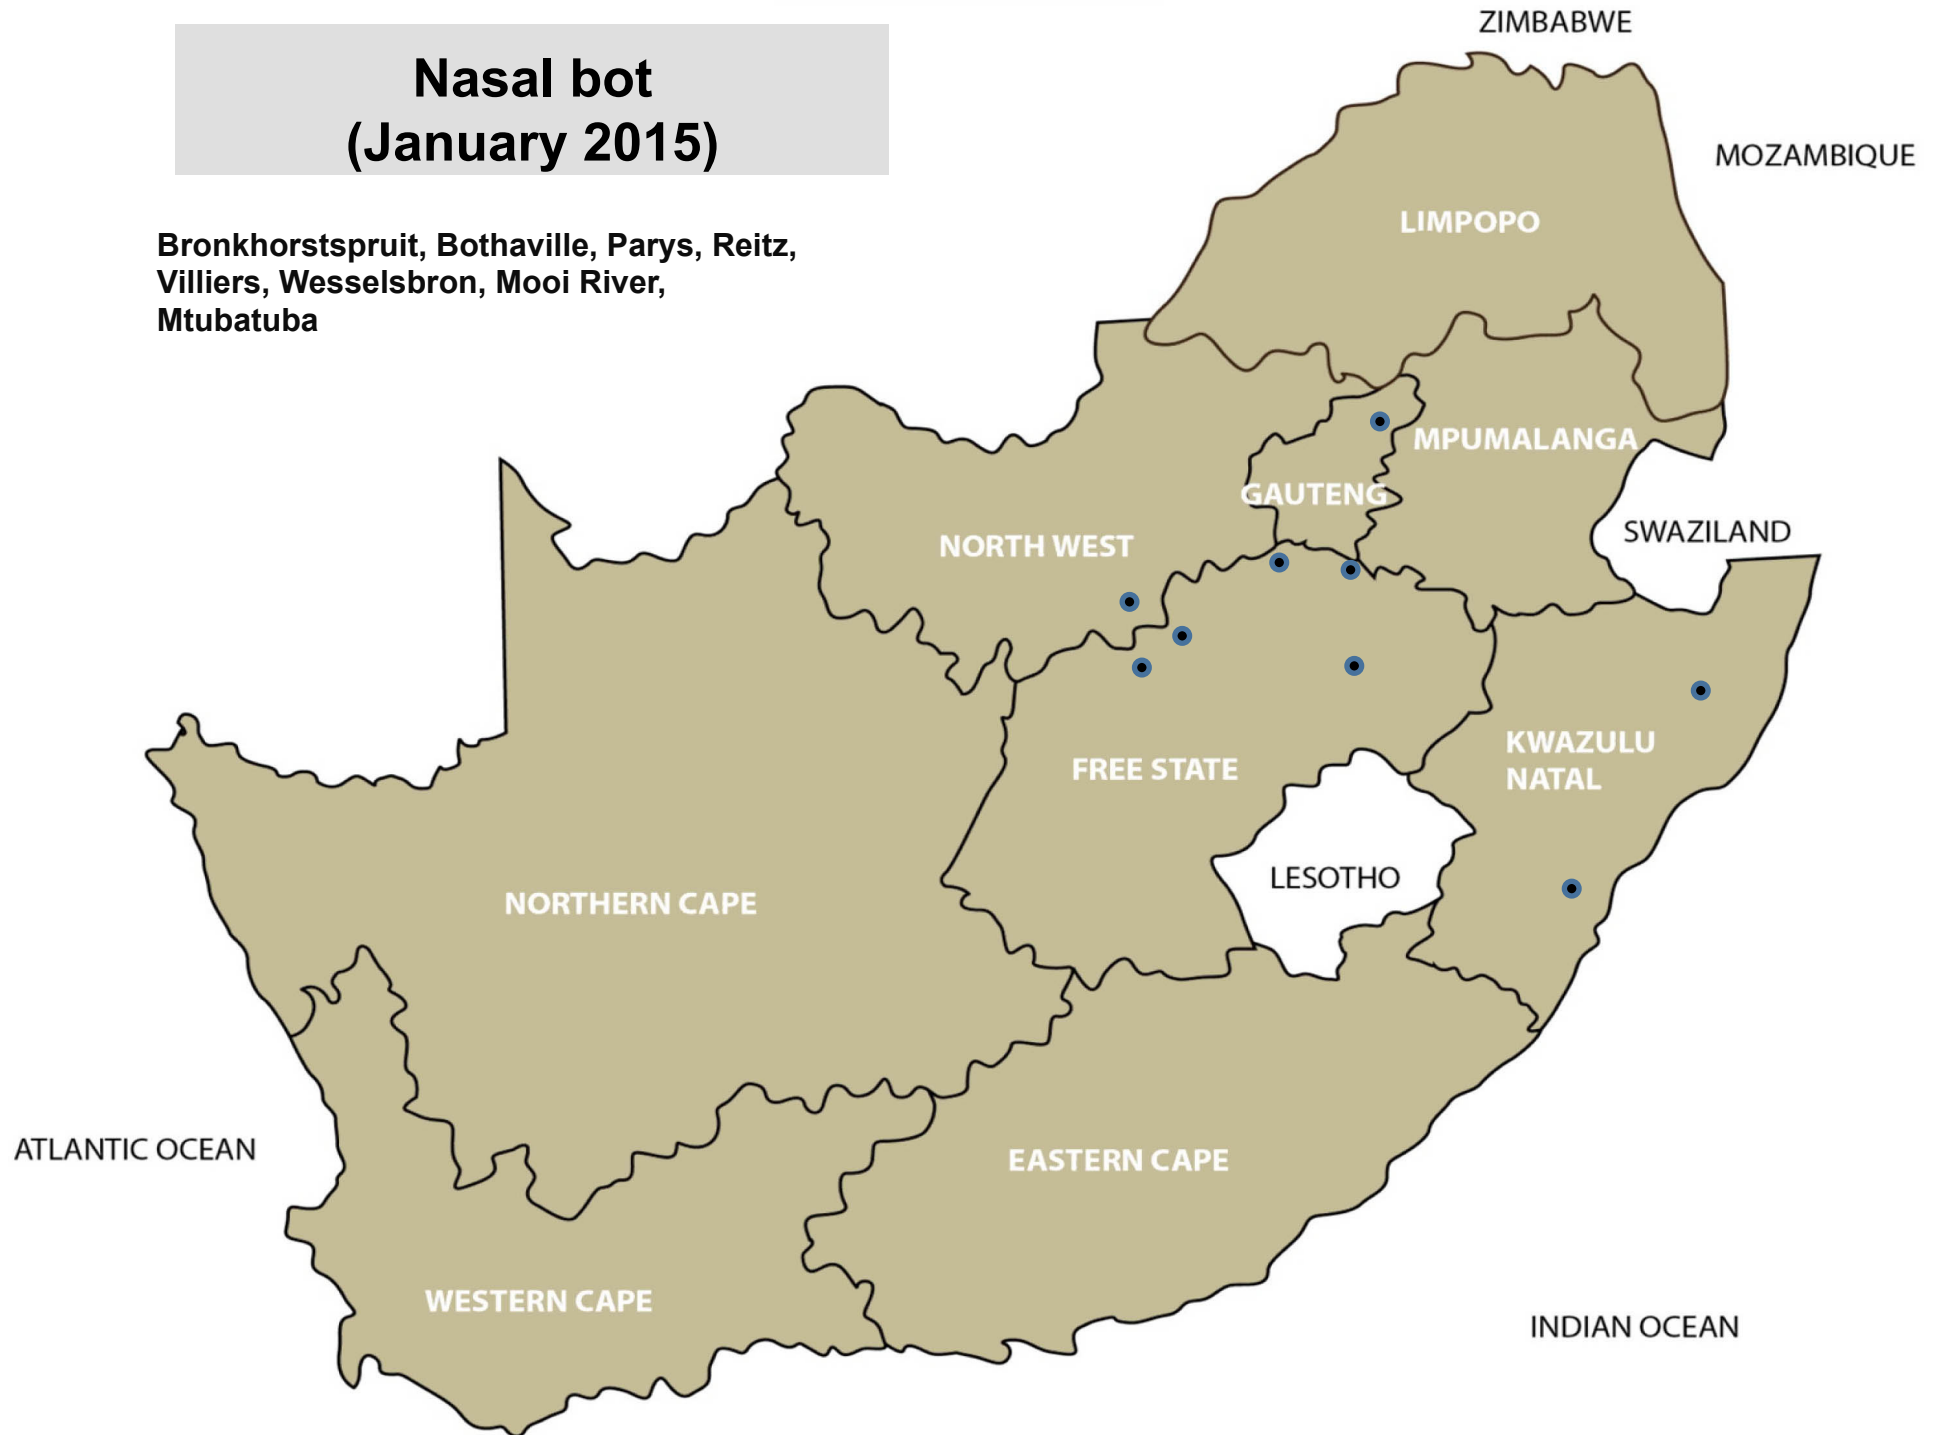 ZIMBABWE
Nasal bot
(January 2015)
MOZAMBIQUE
LIMPOPO
Bronkhorstspruit, Bothaville, Parys, Reitz,
Villiers, Wesselsbron, Mooi River,
Mtubatuba
MPUMALANGA
GAUTENG
SWAZILAND
NORTH WEST
KWAZULU
NATAL
FREE STATE
LESOTHO
NORTHERN CAPE
ATLANTIC OCEAN
EASTERN CAPE
WESTERN CAPE
INDIAN OCEAN